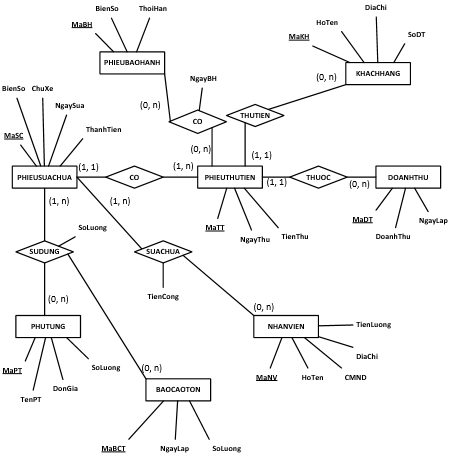 BienSo
ThoiHan
DiaChi
MaBH
HoTen
MaKH
SoDT
PHIEUBAOHANH
KHACHHANG
(0, n)
NgayBH
BienSo
ChuXe
(0, n)
NgaySua
CO
THUTIEN
ThanhTien
MaSC
(0, n)
(1, 1)
(1, 1)
(1, n)
PHIEUSUACHUA
CO
PHIEUTHUTIEN
(1, 1)
THUOC
(0, n)
DOANHTHU
(1, n)
(1, n)
MaTT
MaDT
NgayLap
SoLuong
NgayThu
TienThu
DoanhThu
SUDUNG
SUACHUA
TienCong
(0, n)
(0, n)
PHUTUNG
NHANVIEN
TienLuong
DiaChi
MaPT
SoLuong
MaNV
HoTen
CMND
(0, n)
DonGia
TenPT
BAOCAOTON
MaBCT
NgayLap
SoLuong